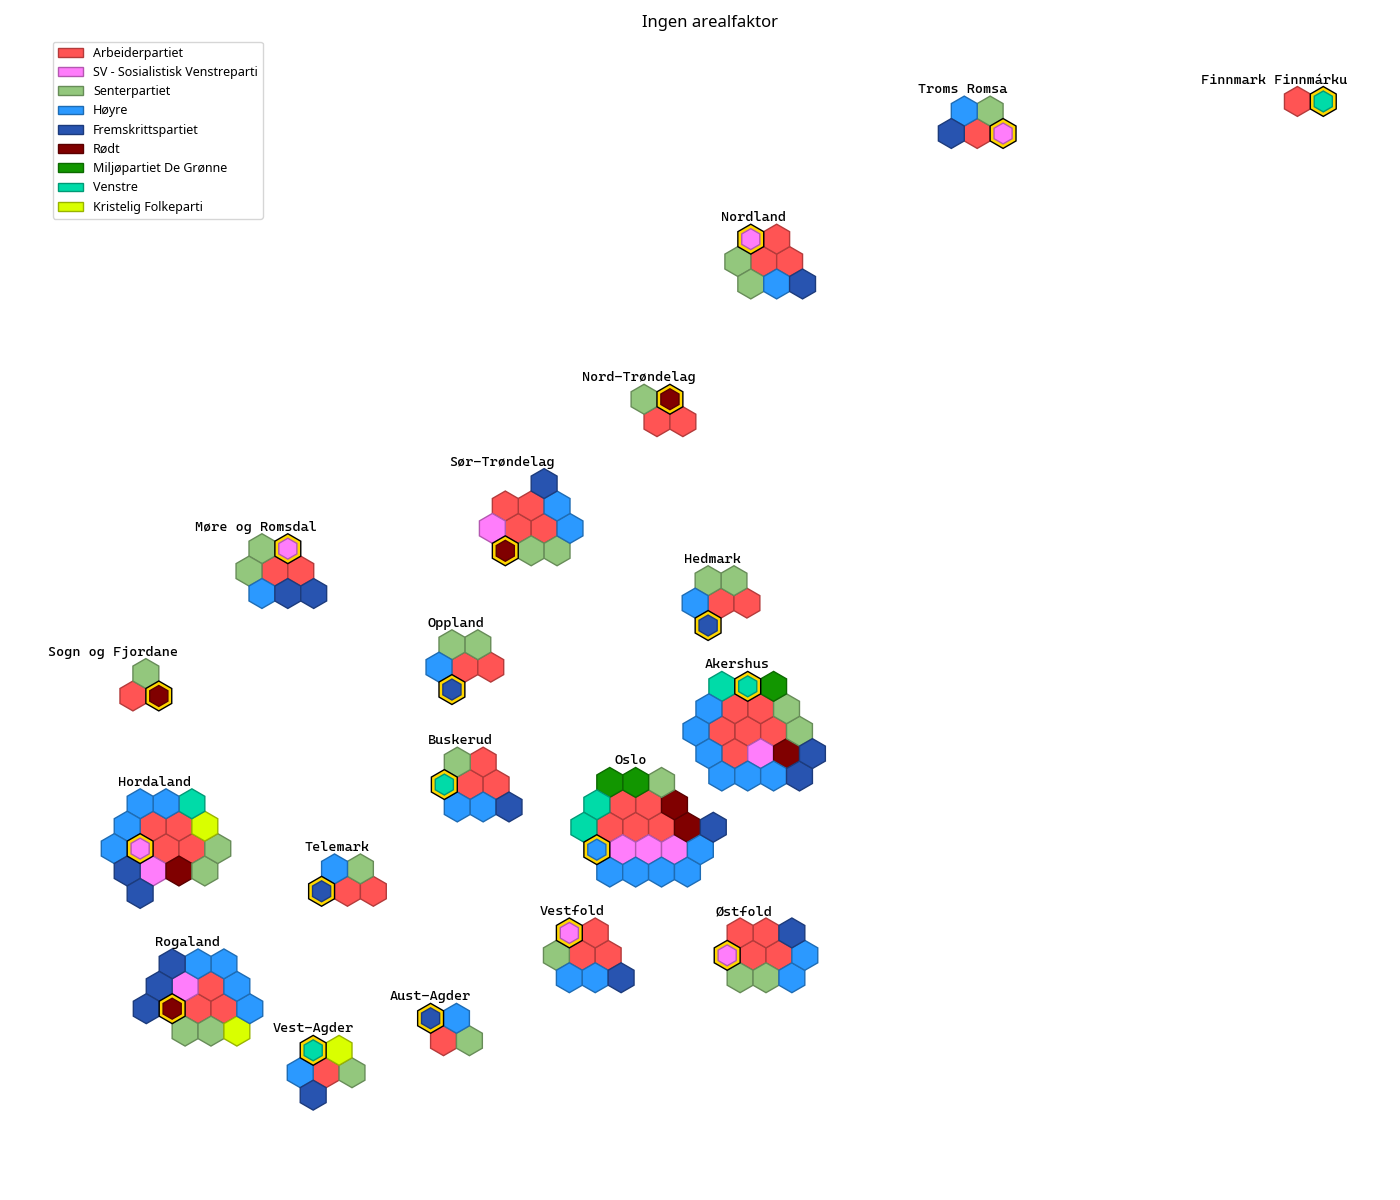 Ingen arealfaktor
Arbeiderpartiet
SV - Sosialistisk Venstreparti
Senterpartiet
Høyre
Fremskrittspartiet
Rødt
Miljøpartiet De Grønne
Venstre
Kristelig Folkeparti
Finnmark Finnmárku
Troms Romsa
Nordland
Nord-Trøndelag
Sør-Trøndelag
Møre og Romsdal
Hedmark
Oppland
Sogn og Fjordane
Akershus
Buskerud
Oslo
Hordaland
Telemark
Vestfold
Østfold
Rogaland
Aust-Agder
Vest-Agder